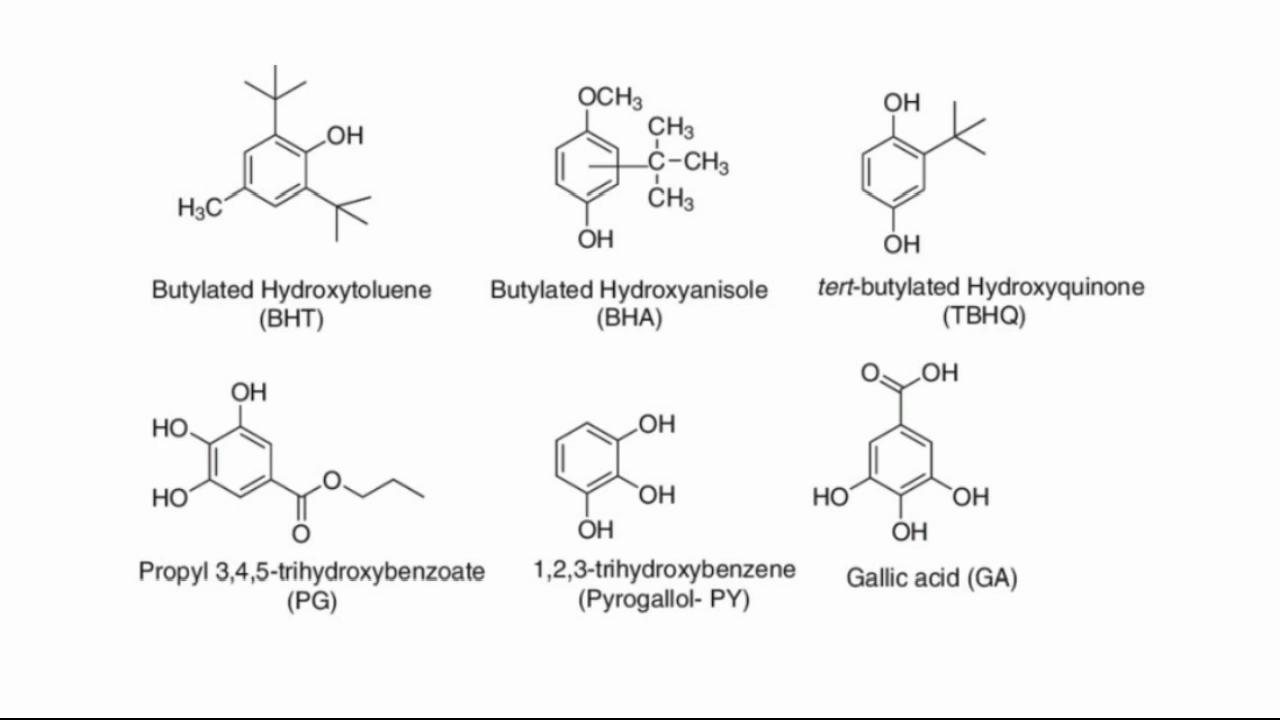 OH
H₃C
Butylated Hydroxytoluene
(BHT)
OCH₃
CH₃
C-CH₃
CH₃
OH
Butylated Hydroxyanisole
(BHA)
OH
OH
tert-butylated Hydroxyquinone
(TBHQ)
OH
HO
HO
O
O
Propyl 3,4,5-trihydroxybenzoate
(PG)
OH
OH
OH
1,2,3-trihydroxybenzene
(Pyrogallol- PY)
O OH
HO OH
OH
Gallic acid (GA)